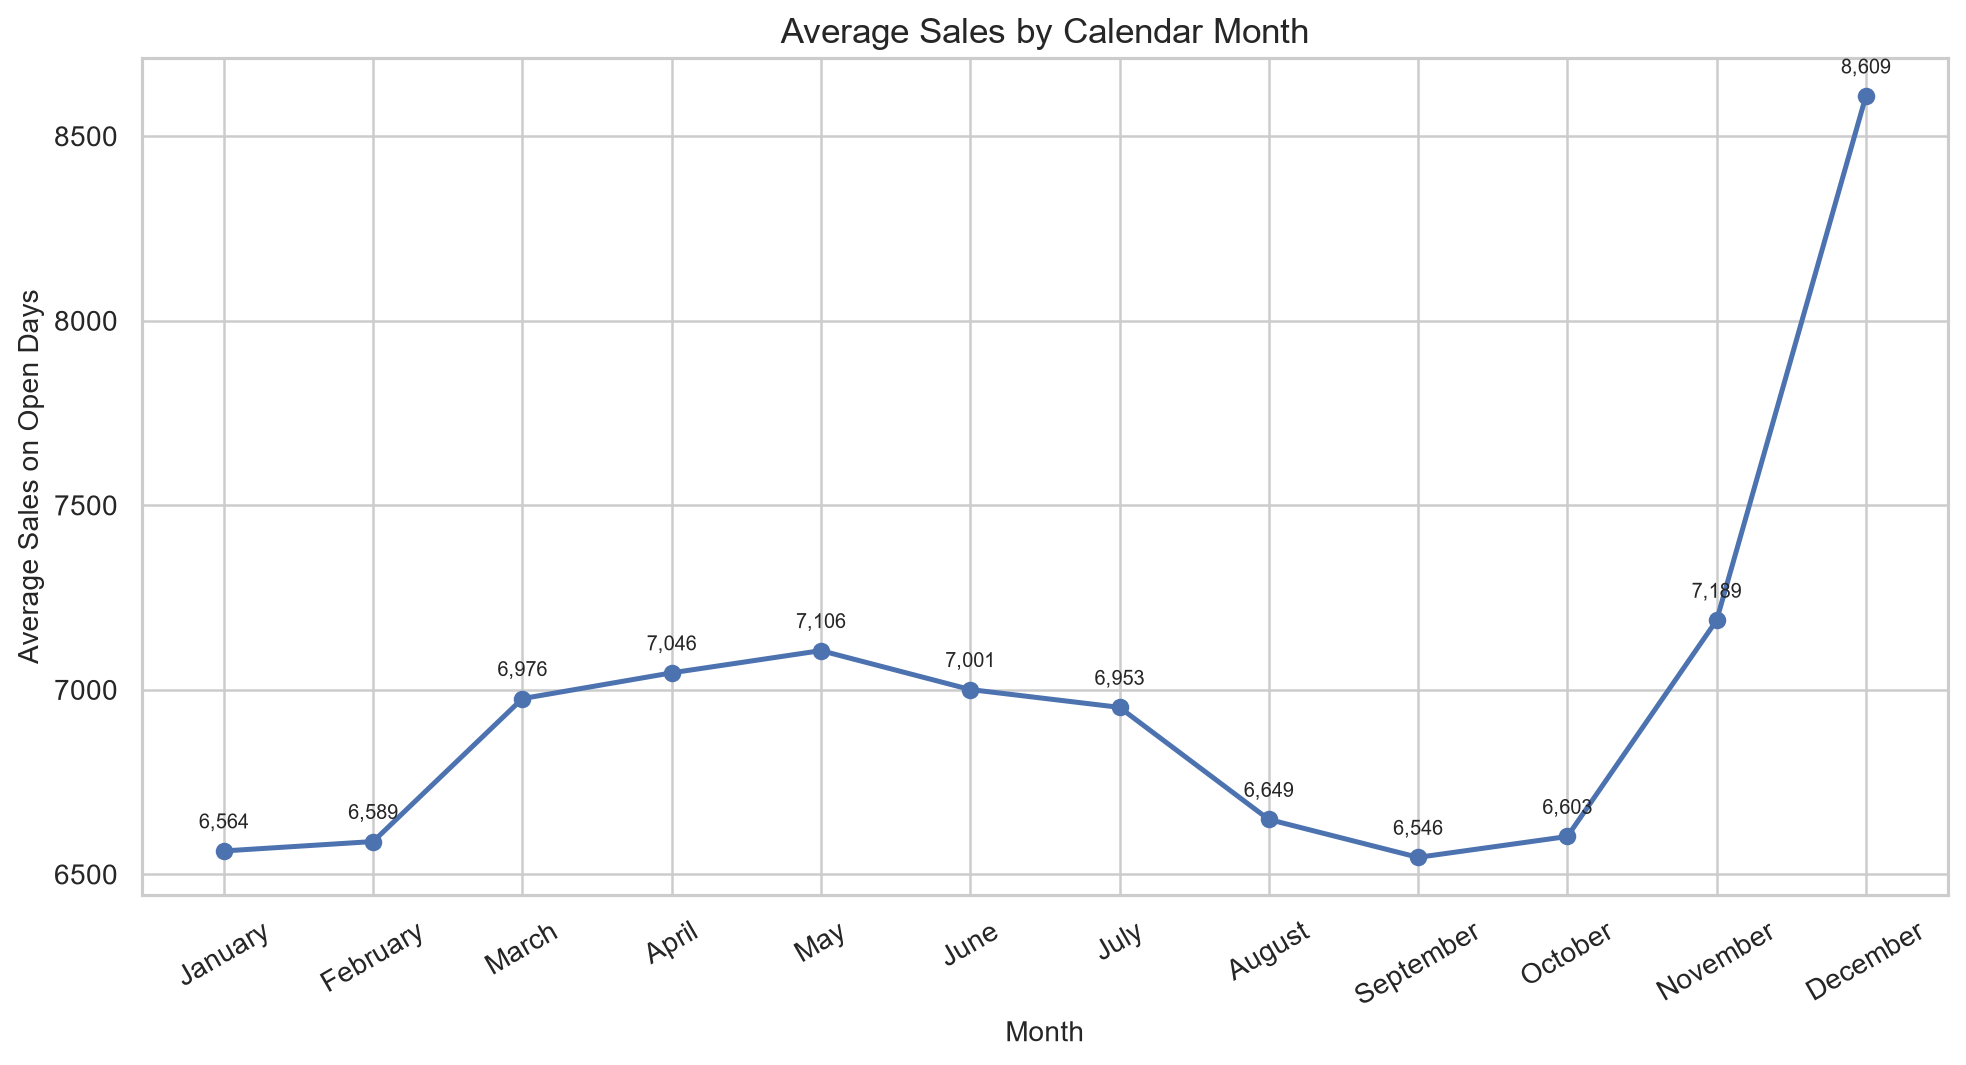 Average Sales by Calendar Month
Average Sales on Open Days
8500
8000
7500
7000
6500
6,564
6,589
6,976
7,046
7,106
7,001
6,953
6,649
6,546
6,603
7,189
8,609
January
February
March
April
May
June
July
August
September
October
November
December
Month